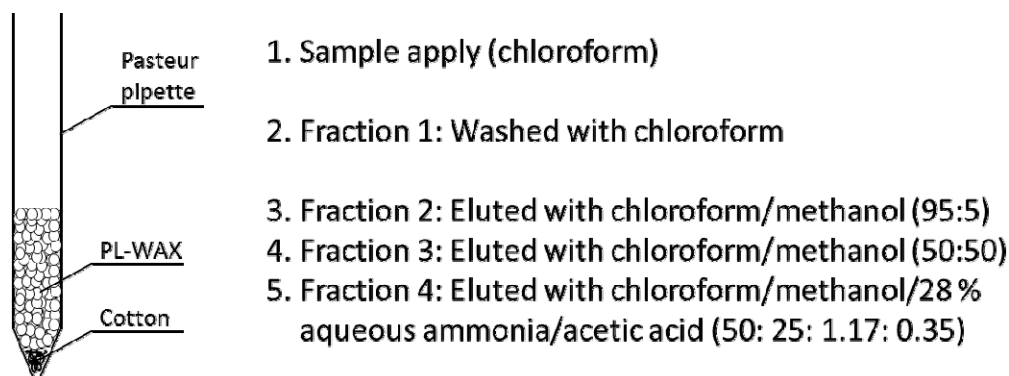 Pasteur
pipette
PL-WAX
Cotton
1. Sample apply (chloroform)
2. Fraction 1: Washed with chloroform
3. Fraction 2: Eluted with chloroform/methanol (95:5)
4. Fraction 3: Eluted with chloroform/methanol (50:50)
5. Fraction 4: Eluted with chloroform/methanol/28 %
aqueous ammonia/acetic acid (50: 25: 1.17: 0.35)